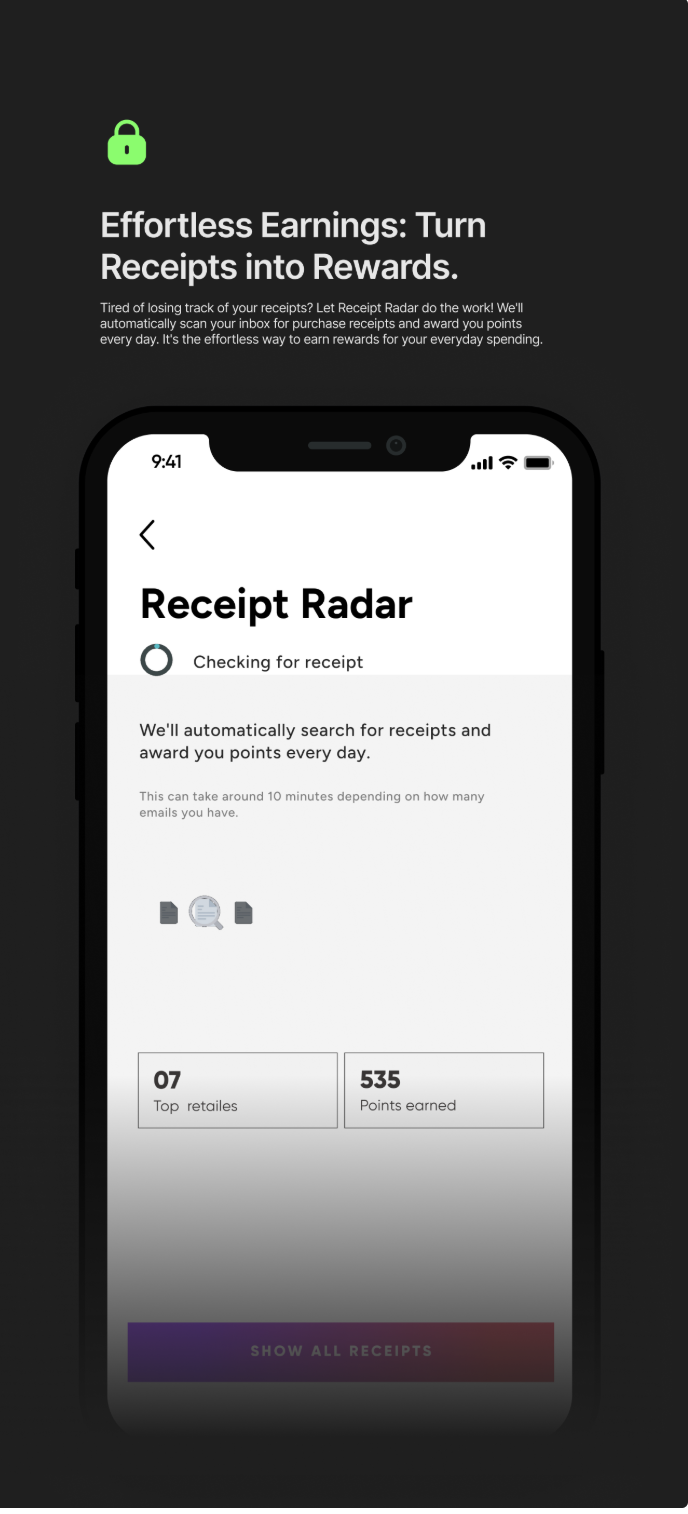 Effortless Earnings: Turn
Receipts into Rewards.
Tired of losing track of your receipts? Let Receipt Radar do the work! We'll
automatically scan your inbox for purchase receipts and award you points
every day. It's the effortless way to earn rewards for your everyday spending.
9:41
Receipt Radar
Checking for receipt
We'll automatically search for receipts and
award you points every day.
This can take around 10 minutes depending on how many
emails you have.
07
Top retailes
535
Points earned
SHOW ALL RECEIPTS